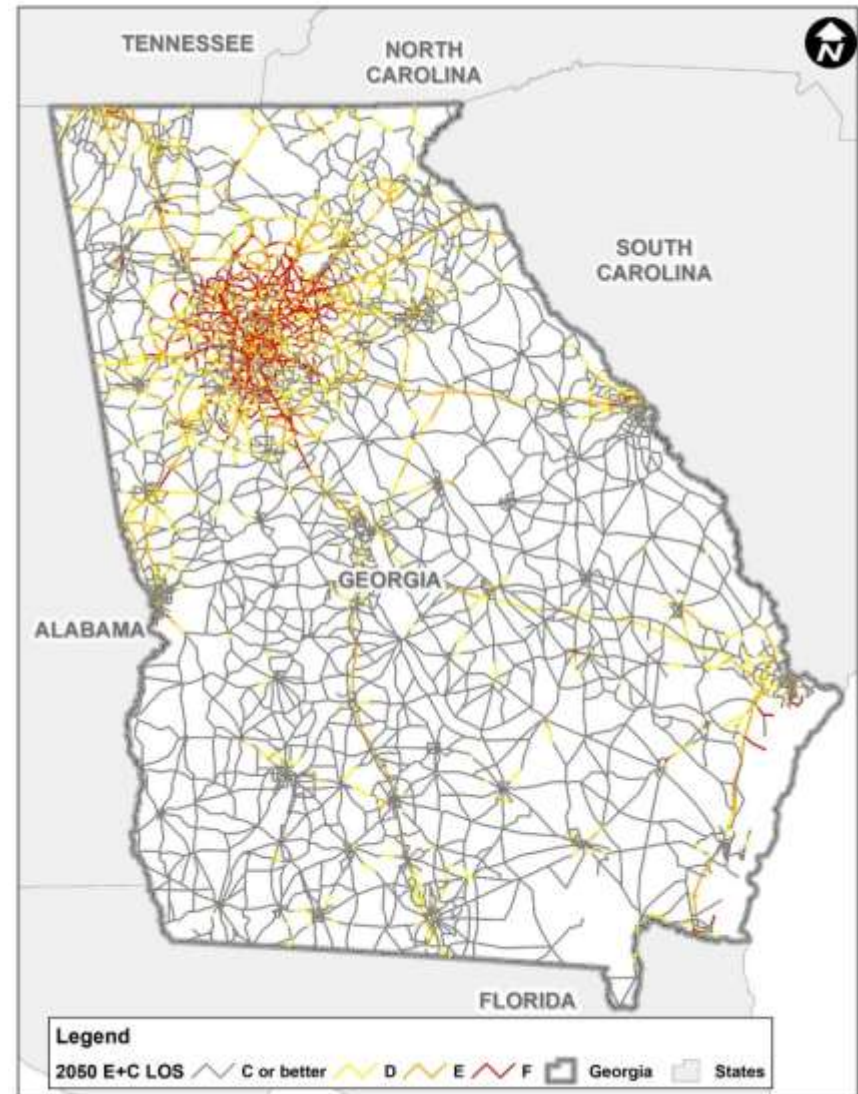 TENNESSEE
NORTH
CAROLINA
N
SOUTH
CAROLINA
GEORGIA
ALABAMA
FLORIDA
Legend
2050 E+C LOS C or better D E F Georgia States